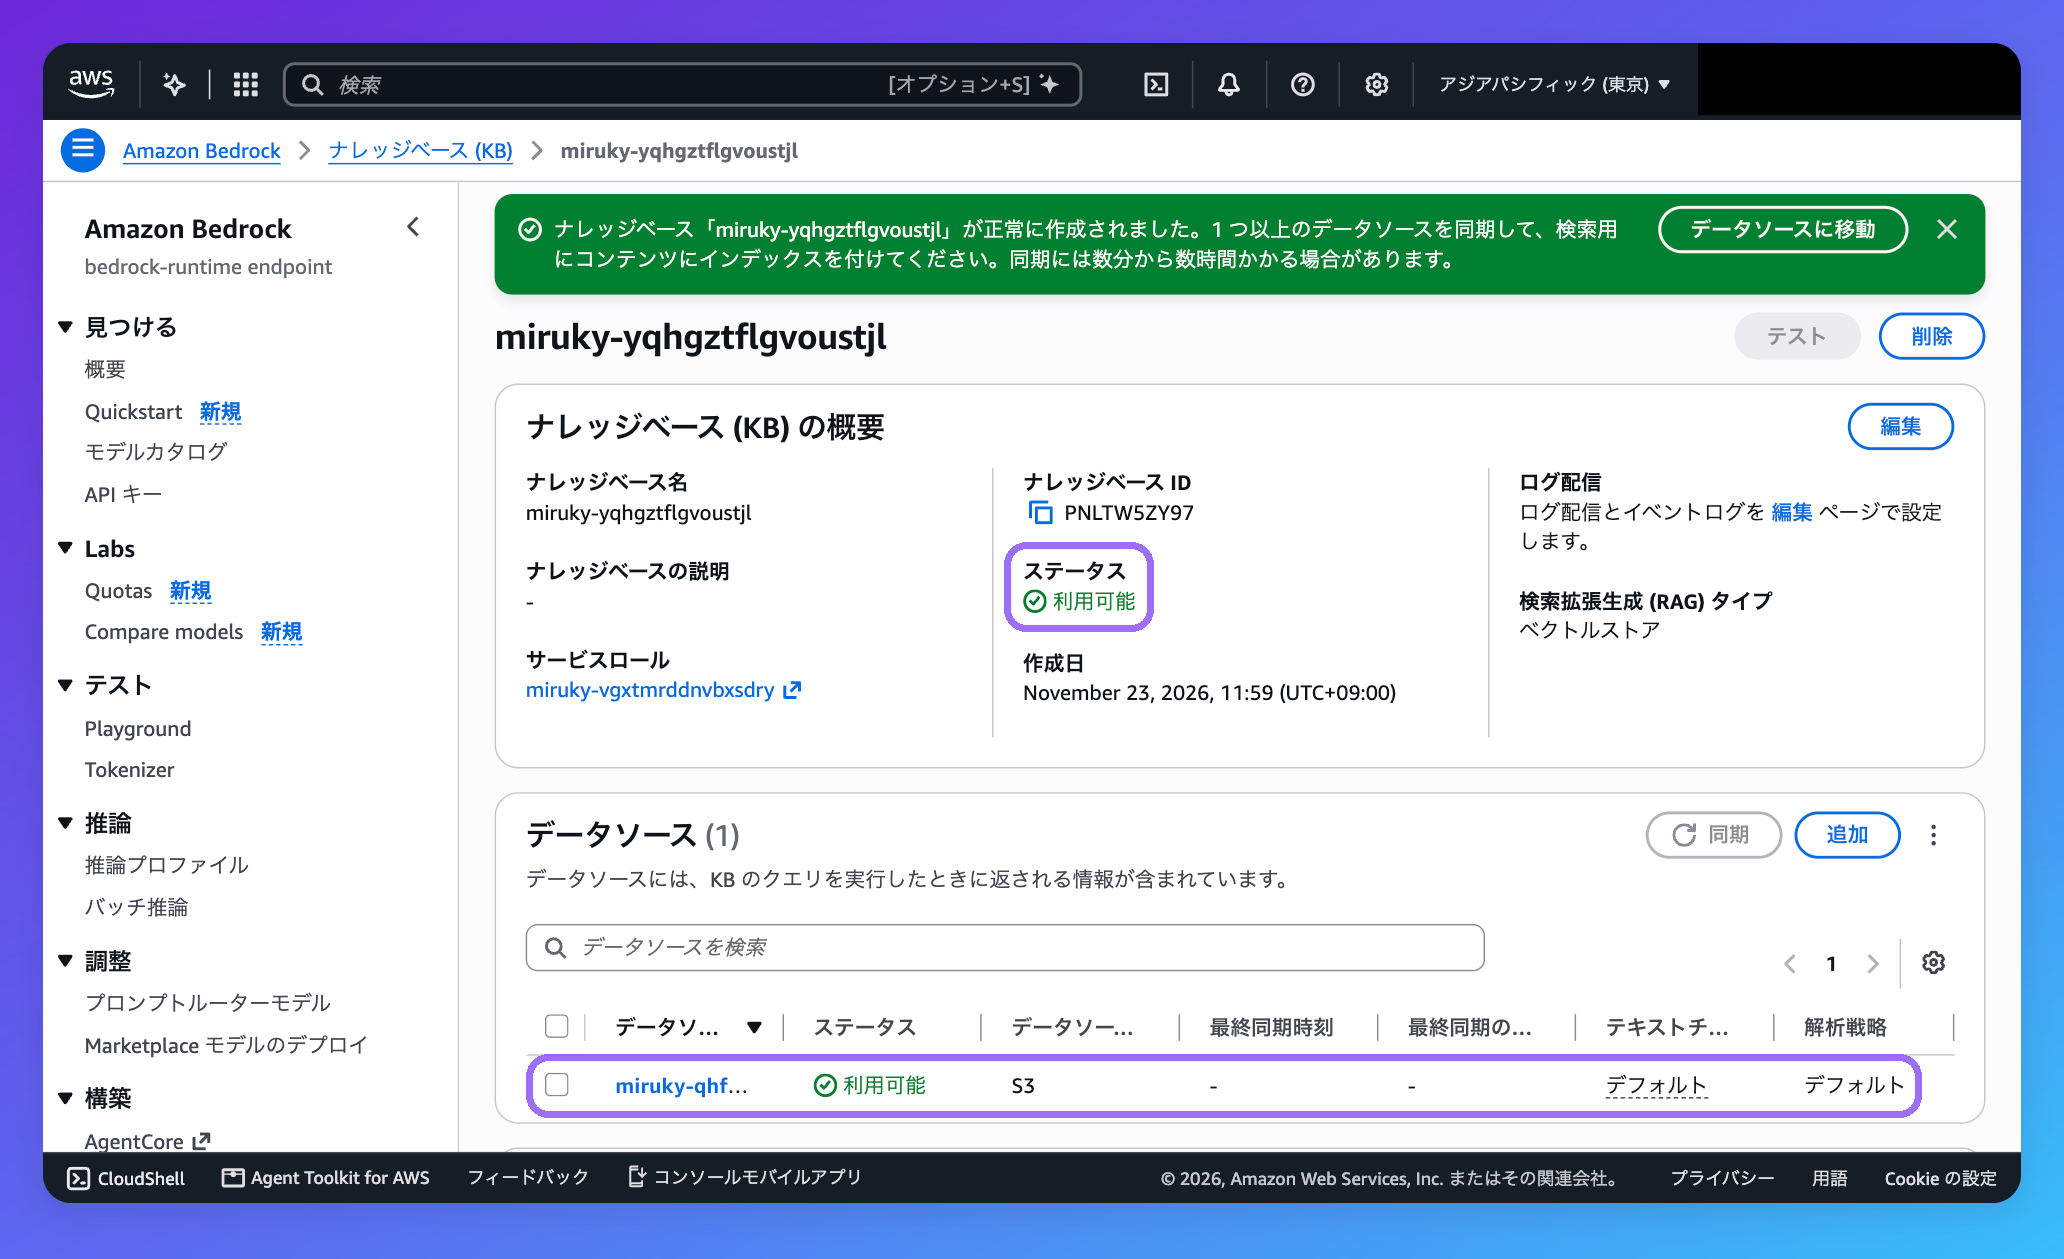 aws
検索
[オプション+S]
アジアパシフィック (東京) ▼
Amazon Bedrock
ナレッジベース (KB)
miruky-yqhgztflgvoustjl
Amazon Bedrock
bedrock-runtime endpoint
見つける
概要
Quickstart 新規
モデルカタログ
API キー
Labs
Quotas 新規
Compare models 新規
テスト
Playground
Tokenizer
推論
推論プロファイル
バッチ推論
調整
プロンプトルーターモデル
Marketplace モデルのデプロイ
構築
AgentCore
ナレッジベース「miruky-yqhgztflgvoustjl」が正常に作成されました。1 つ以上のデータソースを同期して、検索用
にコンテンツにインデックスを付けてください。同期には数分から数時間かかる場合があります。
データソースに移動
miruky-yqhgztflgvoustjl
テスト
削除
ナレッジベース (KB) の概要
編集
ナレッジベース名
miruky-yqhgztflgvoustjl
ナレッジベースの説明
-
サービスロール
miruky-vgxtmrddnvbxsdry
ナレッジベース ID
PNLTW5ZY97
ステータス
利用可能
作成日
November 23, 2026, 11:59 (UTC+09:00)
ログ配信
ログ配信とイベントログを 編集 ページで設定
します。
検索拡張生成 (RAG) タイプ
ベクトルストア
データソース (1)
同期
追加
データソースには、KB のクエリを実行したときに返される情報が含まれています。
データソースを検索
1
データソ... ステータス データソー... 最終同期時刻 最終同期の... テキストチ... 解析戦略
miruky-qhf... 利用可能 S3 - - デフォルト デフォルト
CloudShell
Agent Toolkit for AWS
フィードバック
コンソールモバイルアプリ
© 2026, Amazon Web Services, Inc. またはその関連会社。
プライバシー
用語
Cookie の設定